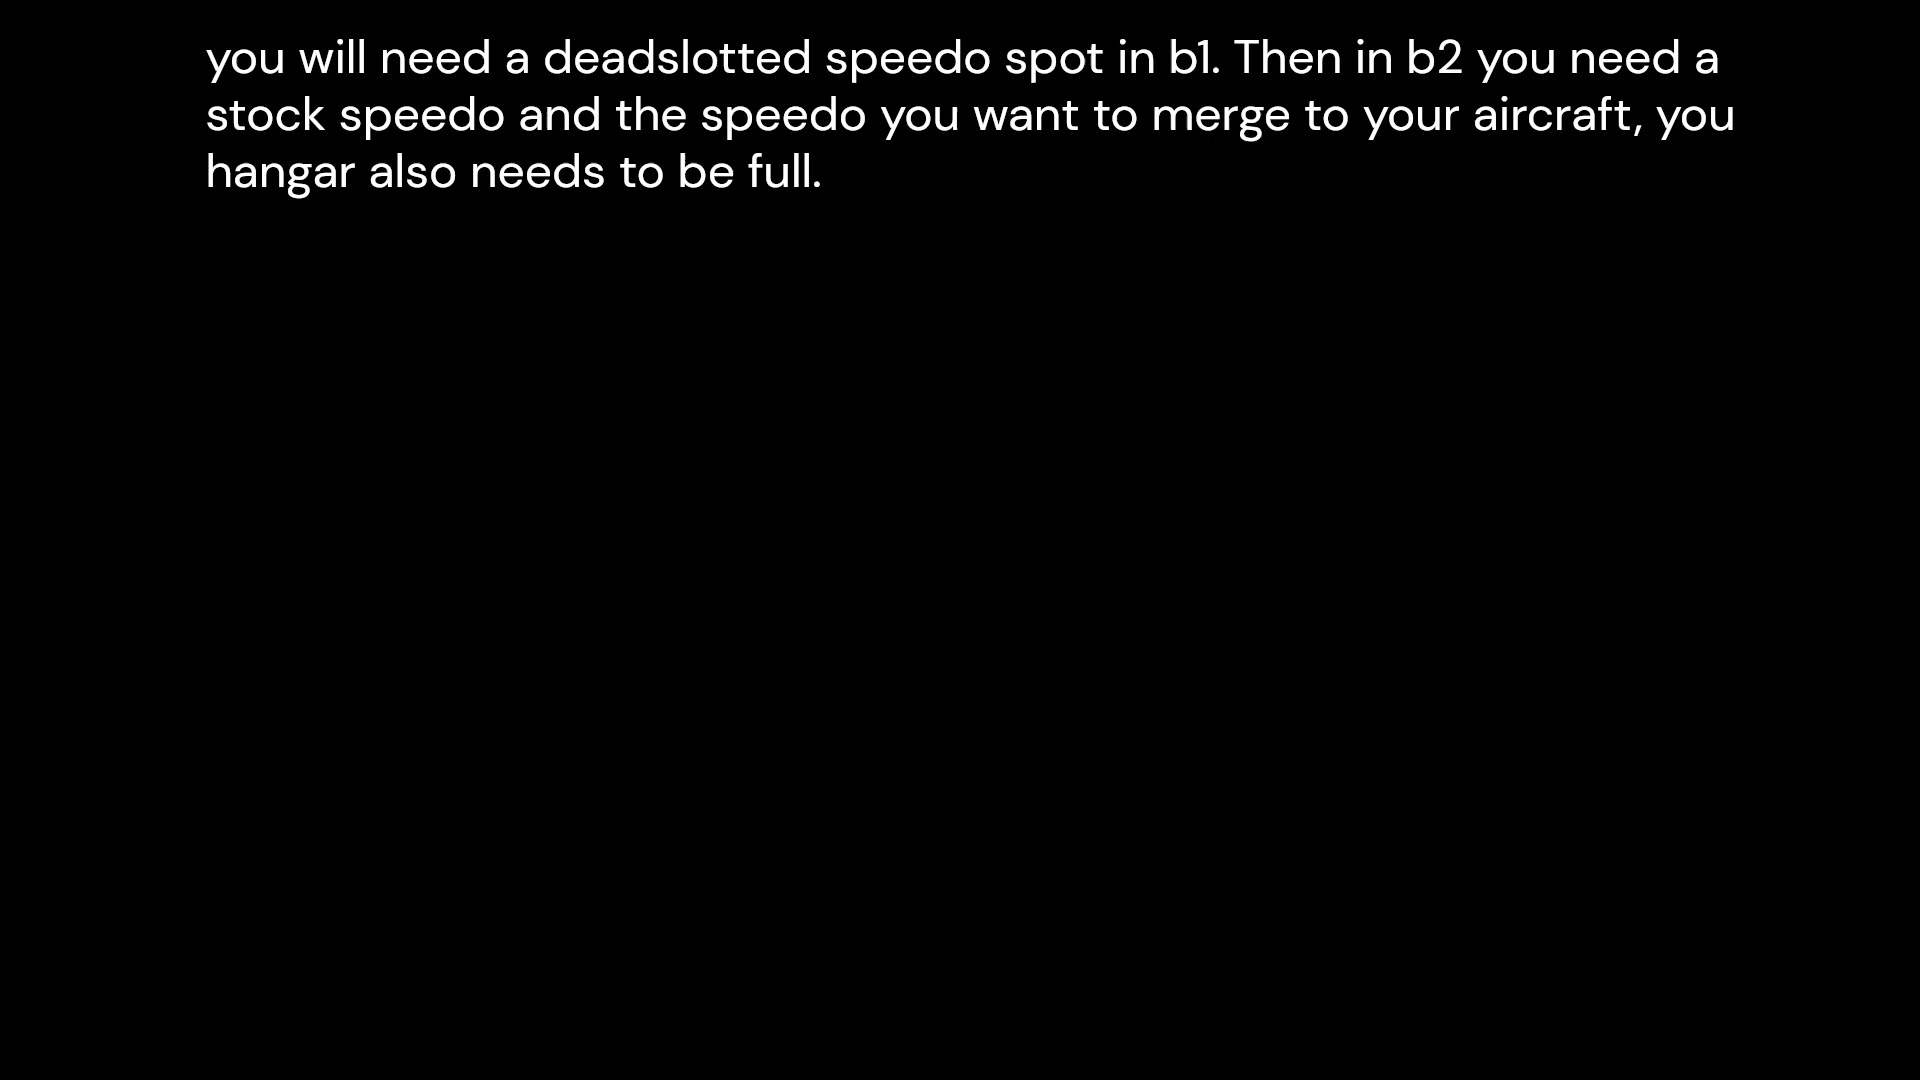 you will need a deadslotted speedo spot in b1. Then in b2 you need a
stock speedo and the speedo you want to merge to your aircraft, you
hangar also needs to be full.